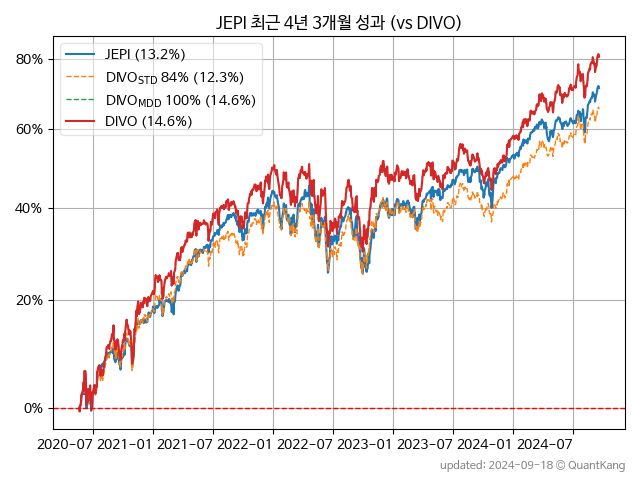 JEPI 최근 4년 3개월 성과 (vs DIVO)
JEPI (13.2%)
DIVO_STD 84% (12.3%)
DIVO_MDD 100% (14.6%)
DIVO (14.6%)
80%
60%
40%
20%
0%
2020-07 2021-01 2021-07 2022-01 2022-07 2023-01 2023-07 2024-01 2024-07
updated: 2024-09-18 © QuantKang